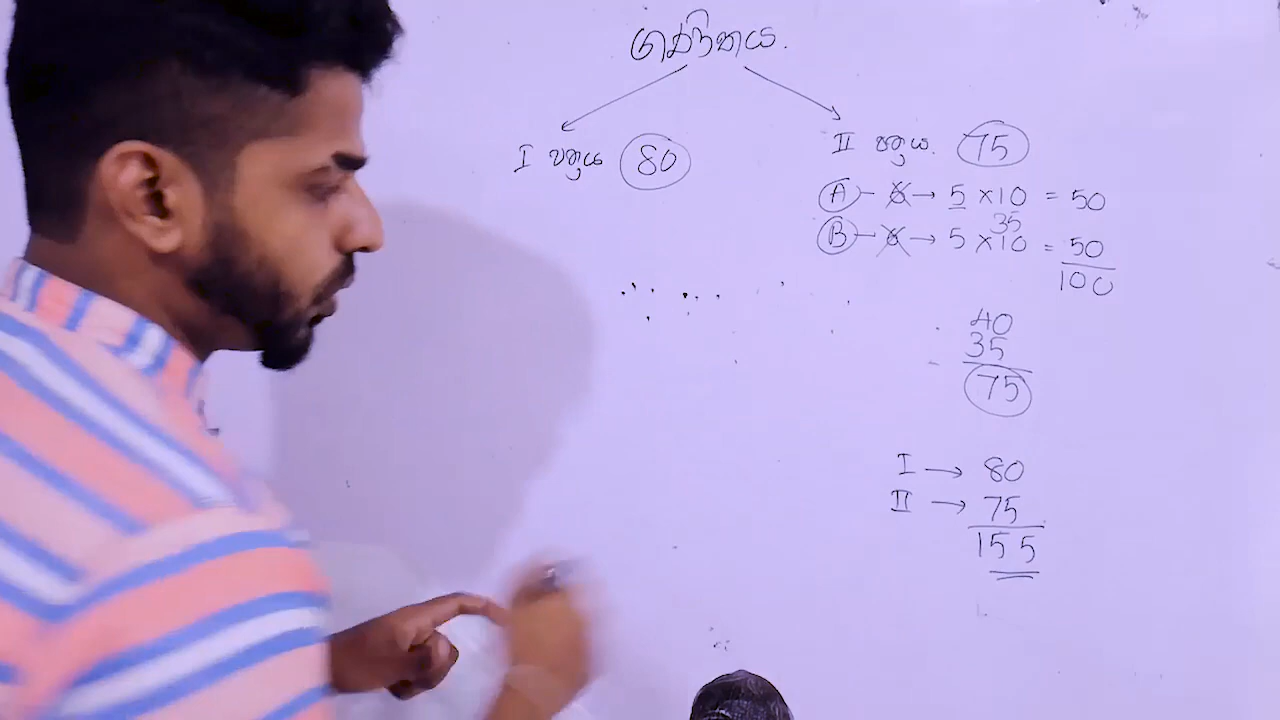 ගණිතය.
I පත්‍රය 80
II පත්‍රය. 75
A - 8 → 5 × 10 = 50
35
B - 8 → 5 × 10 = 50
100
40
35
75
I → 80
II → 75
155